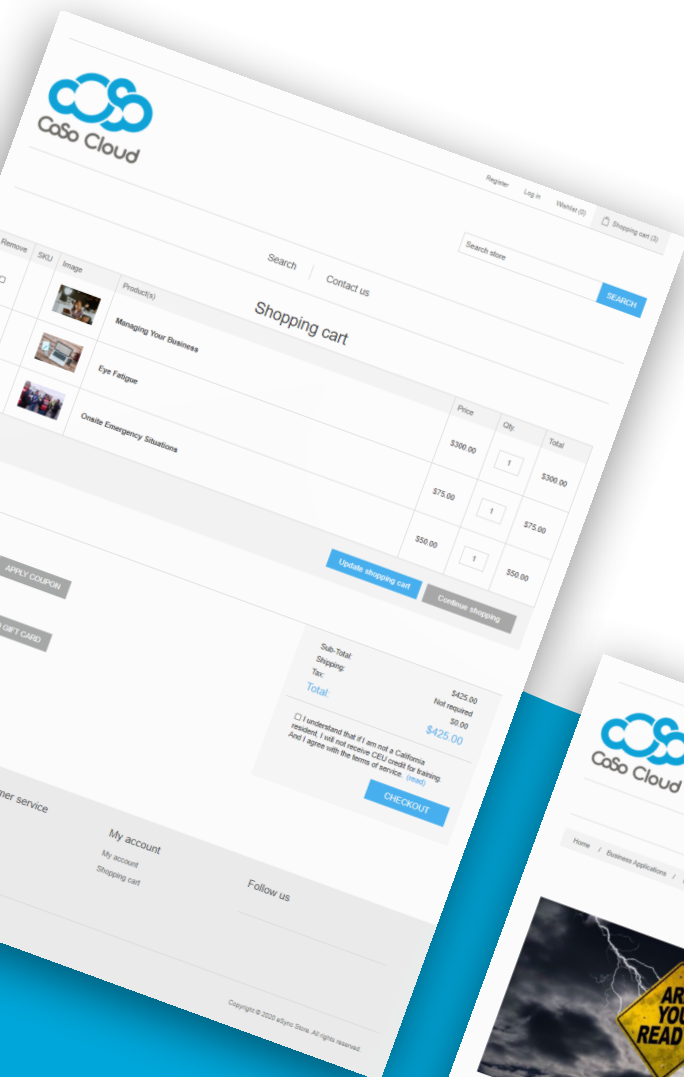 CoSo Cloud
Register
Log in
Wishlist (0)
Shopping cart (3)
Search store
SEARCH
Search
Contact us
Shopping cart
Remove
SKU
Image
Product(s)
Price
Qty.
Total
Managing Your Business
$300.00
1
$300.00
Eye Fatigue
$75.00
1
$75.00
Onsite Emergency Situations
$50.00
1
$50.00
Update shopping cart
Continue shopping
APPLY COUPON
GIFT CARD
Sub-Total:
$425.00
Shipping:
Not required
Tax:
$0.00
Total:
$425.00
I understand that if I am not a California
resident, I will not receive CEU credit for training.
And I agree with the terms of service. (read)
CHECKOUT
mer service
My account
My account
Shopping cart
Follow us
Copyright © 2020 eSync Store. All rights reserved.
CoSo Cloud
Home / Business Applications /
AR
YOU
READ